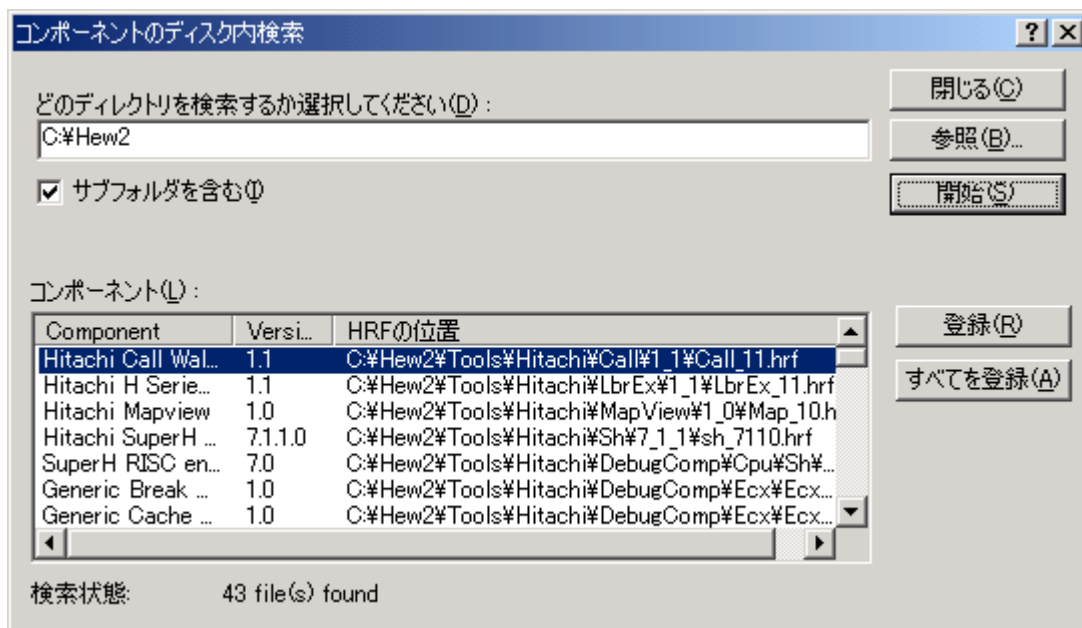 コンポーネントのディスク内検索
どのディレクトリを検索するか選択してください(D) :
閉じる(C)
C:¥Hew2
参照(B)...
サブフォルダを含む(I)
開始(S)
コンポーネント(L) :
Component Versi... HRFの位置
登録(R)
Hitachi Call Wal... 1.1 C:¥Hew2¥Tools¥Hitachi¥Call¥1_1¥Call_11.hrf
Hitachi H Serie... 1.1 C:¥Hew2¥Tools¥Hitachi¥LbrEx¥1_1¥LbrEx_11.hrf
すべてを登録(A)
Hitachi Mapview 1.0 C:¥Hew2¥Tools¥Hitachi¥MapView¥1_0¥Map_10.h
Hitachi SuperH ... 7.1.1.0 C:¥Hew2¥Tools¥Hitachi¥Sh¥7_1_1¥sh_7110.hrf
SuperH RISC en... 7.0 C:¥Hew2¥Tools¥Hitachi¥DebugComp¥Cpu¥Sh¥...
Generic Break ... 1.0 C:¥Hew2¥Tools¥Hitachi¥DebugComp¥Ecx¥Ecx...
Generic Cache ... 1.0 C:¥Hew2¥Tools¥Hitachi¥DebugComp¥Ecx¥Ecx...
検索状態: 43 file(s) found